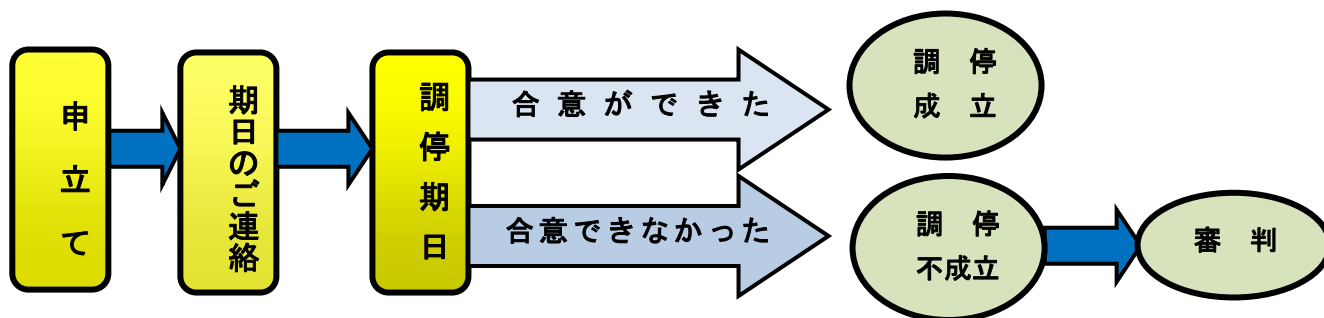 申立て
期日のご連絡
調停期日
合意ができた
調停
成立
合意できなかった
調停
不成立
審判